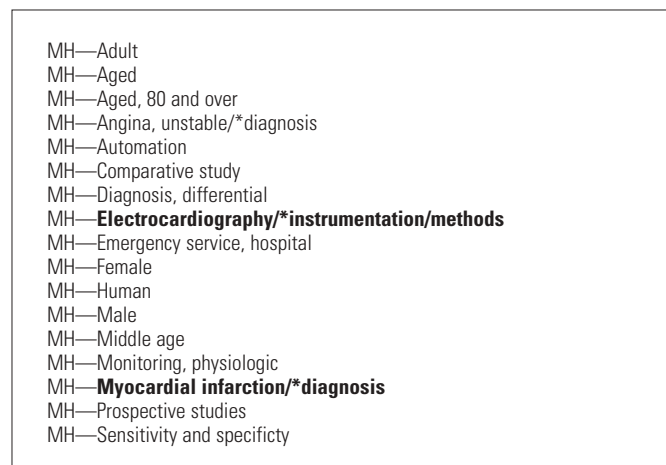 MH—Adult
MH—Aged
MH—Aged, 80 and over
MH—Angina, unstable/*diagnosis
MH—Automation
MH—Comparative study
MH—Diagnosis, differential
MH—Electrocardiography/*instrumentation/methods
MH—Emergency service, hospital
MH—Female
MH—Human
MH—Male
MH—Middle age
MH—Monitoring, physiologic
MH—Myocardial infarction/*diagnosis
MH—Prospective studies
MH—Sensitivity and specificty